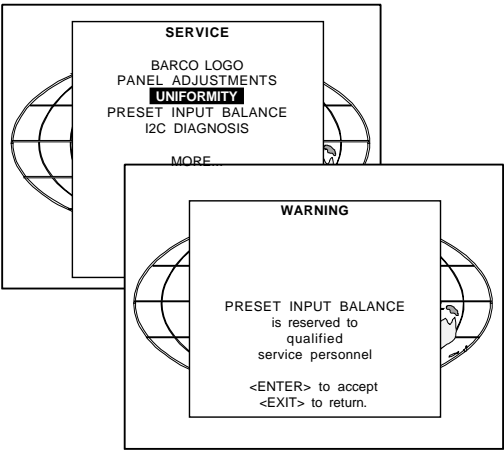 SERVICE
BARCO LOGO
PANEL ADJUSTMENTS
UNIFORMITY
PRESET INPUT BALANCE
I2C DIAGNOSIS
MORE...
WARNING
PRESET INPUT BALANCE
is reserved to
qualified
service personnel
<ENTER> to accept
<EXIT> to return.